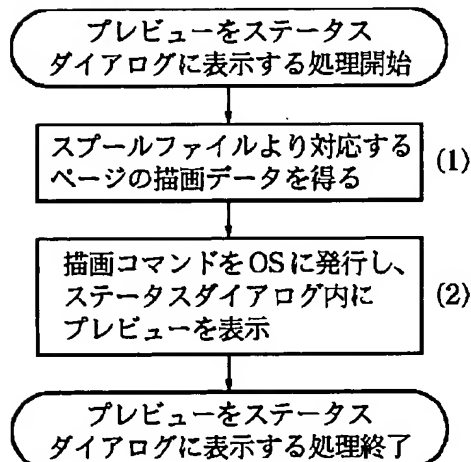 プレビューをステータス
ダイアログに表示する処理開始
スプールファイルより対応する
ページの描画データを得る
(1)
描画コマンドをOSに発行し、
ステータスダイアログ内に
プレビューを表示
(2)
プレビューをステータス
ダイアログに表示する処理終了